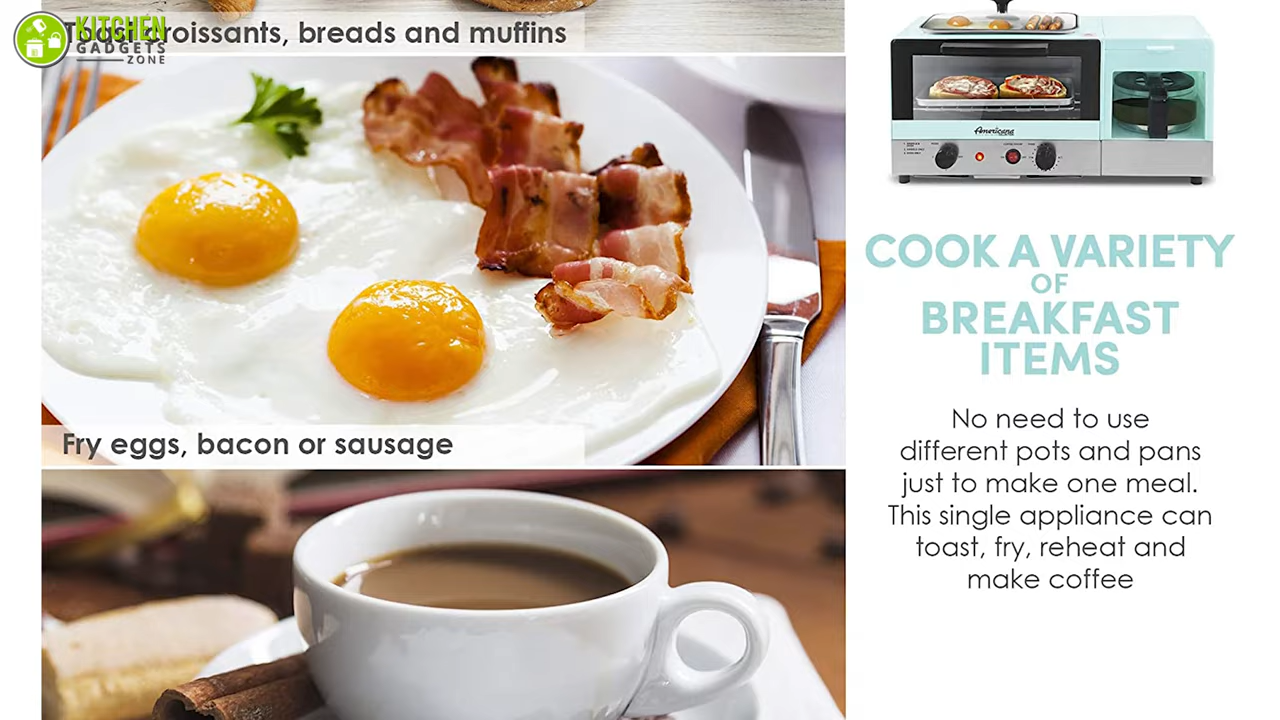 Toast croissants, breads and muffins
KITCHEN
GADGETS
ZONE
Americana
COOK A VARIETY
OF
BREAKFAST
ITEMS
No need to use
different pots and pans
just to make one meal.
This single appliance can
toast, fry, reheat and
make coffee
Fry eggs, bacon or sausage